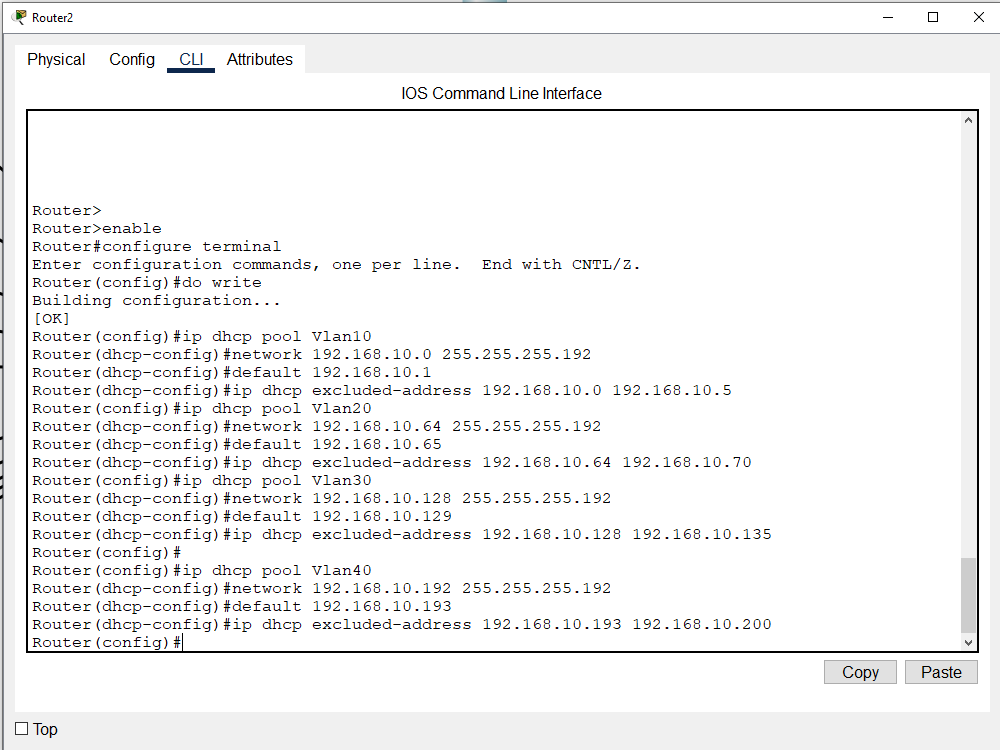 Router2
Physical Config CLI Attributes
IOS Command Line Interface
Router>
Router>enable
Router#configure terminal
Enter configuration commands, one per line.  End with CNTL/Z.
Router(config)#do write
Building configuration...
[OK]
Router(config)#ip dhcp pool Vlan10
Router(dhcp-config)#network 192.168.10.0 255.255.255.192
Router(dhcp-config)#default 192.168.10.1
Router(dhcp-config)#ip dhcp excluded-address 192.168.10.0 192.168.10.5
Router(config)#ip dhcp pool Vlan20
Router(dhcp-config)#network 192.168.10.64 255.255.255.192
Router(dhcp-config)#default 192.168.10.65
Router(dhcp-config)#ip dhcp excluded-address 192.168.10.64 192.168.10.70
Router(config)#ip dhcp pool Vlan30
Router(dhcp-config)#network 192.168.10.128 255.255.255.192
Router(dhcp-config)#default 192.168.10.129
Router(dhcp-config)#ip dhcp excluded-address 192.168.10.128 192.168.10.135
Router(config)#
Router(config)#ip dhcp pool Vlan40
Router(dhcp-config)#network 192.168.10.192 255.255.255.192
Router(dhcp-config)#default 192.168.10.193
Router(dhcp-config)#ip dhcp excluded-address 192.168.10.193 192.168.10.200
Router(config)#
Copy Paste
Top